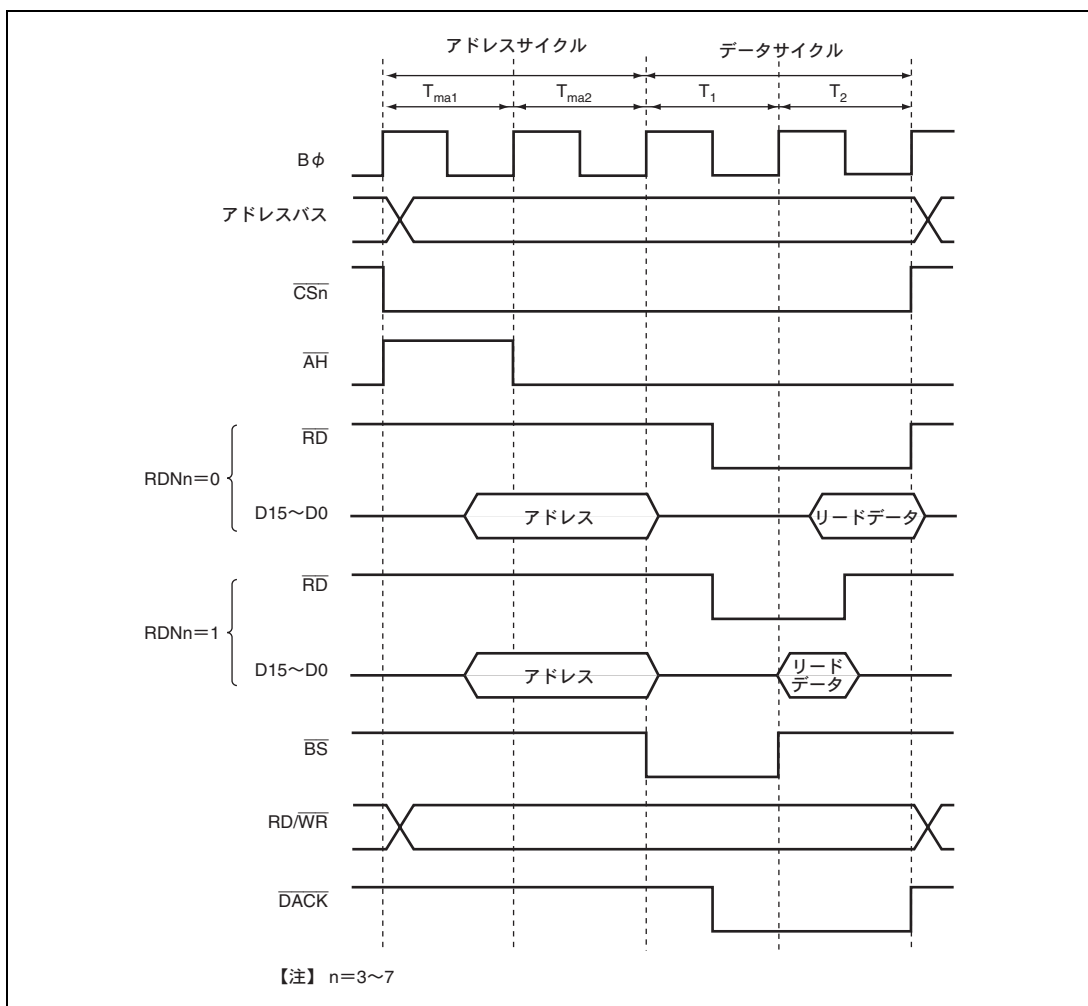 アドレスサイクル データサイクル
Tma1 Tma2 T1 T2
Bφ
アドレスバス
CSn
AH
RD
RDNn=0
D15〜D0 アドレス リードデータ
RD
RDNn=1
D15〜D0 アドレス リード
データ
BS
RD/WR
DACK
【注】 n=3〜7